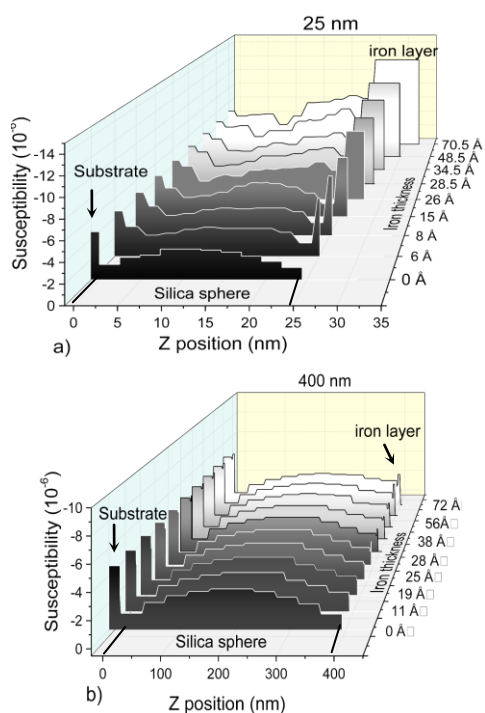 25 nm
iron layer
Substrate
Susceptibility (10⁻⁶)
-14
-12
-10
-8
-6
-4
-2
0
70.5 Å
48.5 Å
34.5 Å
28.5 Å
26 Å
15 Å
8 Å
6 Å
0 Å
Iron thickness
Silica sphere
0 5 10 15 20 25 30 35
Z position (nm)
a)
400 nm
iron layer
Substrate
Susceptibility (10⁻⁶)
-10
-8
-6
-4
-2
0
72 Å□
56Å□
38 Å□
28 Å□
25 Å□
19 Å□
11 Å□
0 Å□
Iron thickness
Silica sphere
0 100 200 300 400
Z position (nm)
b)